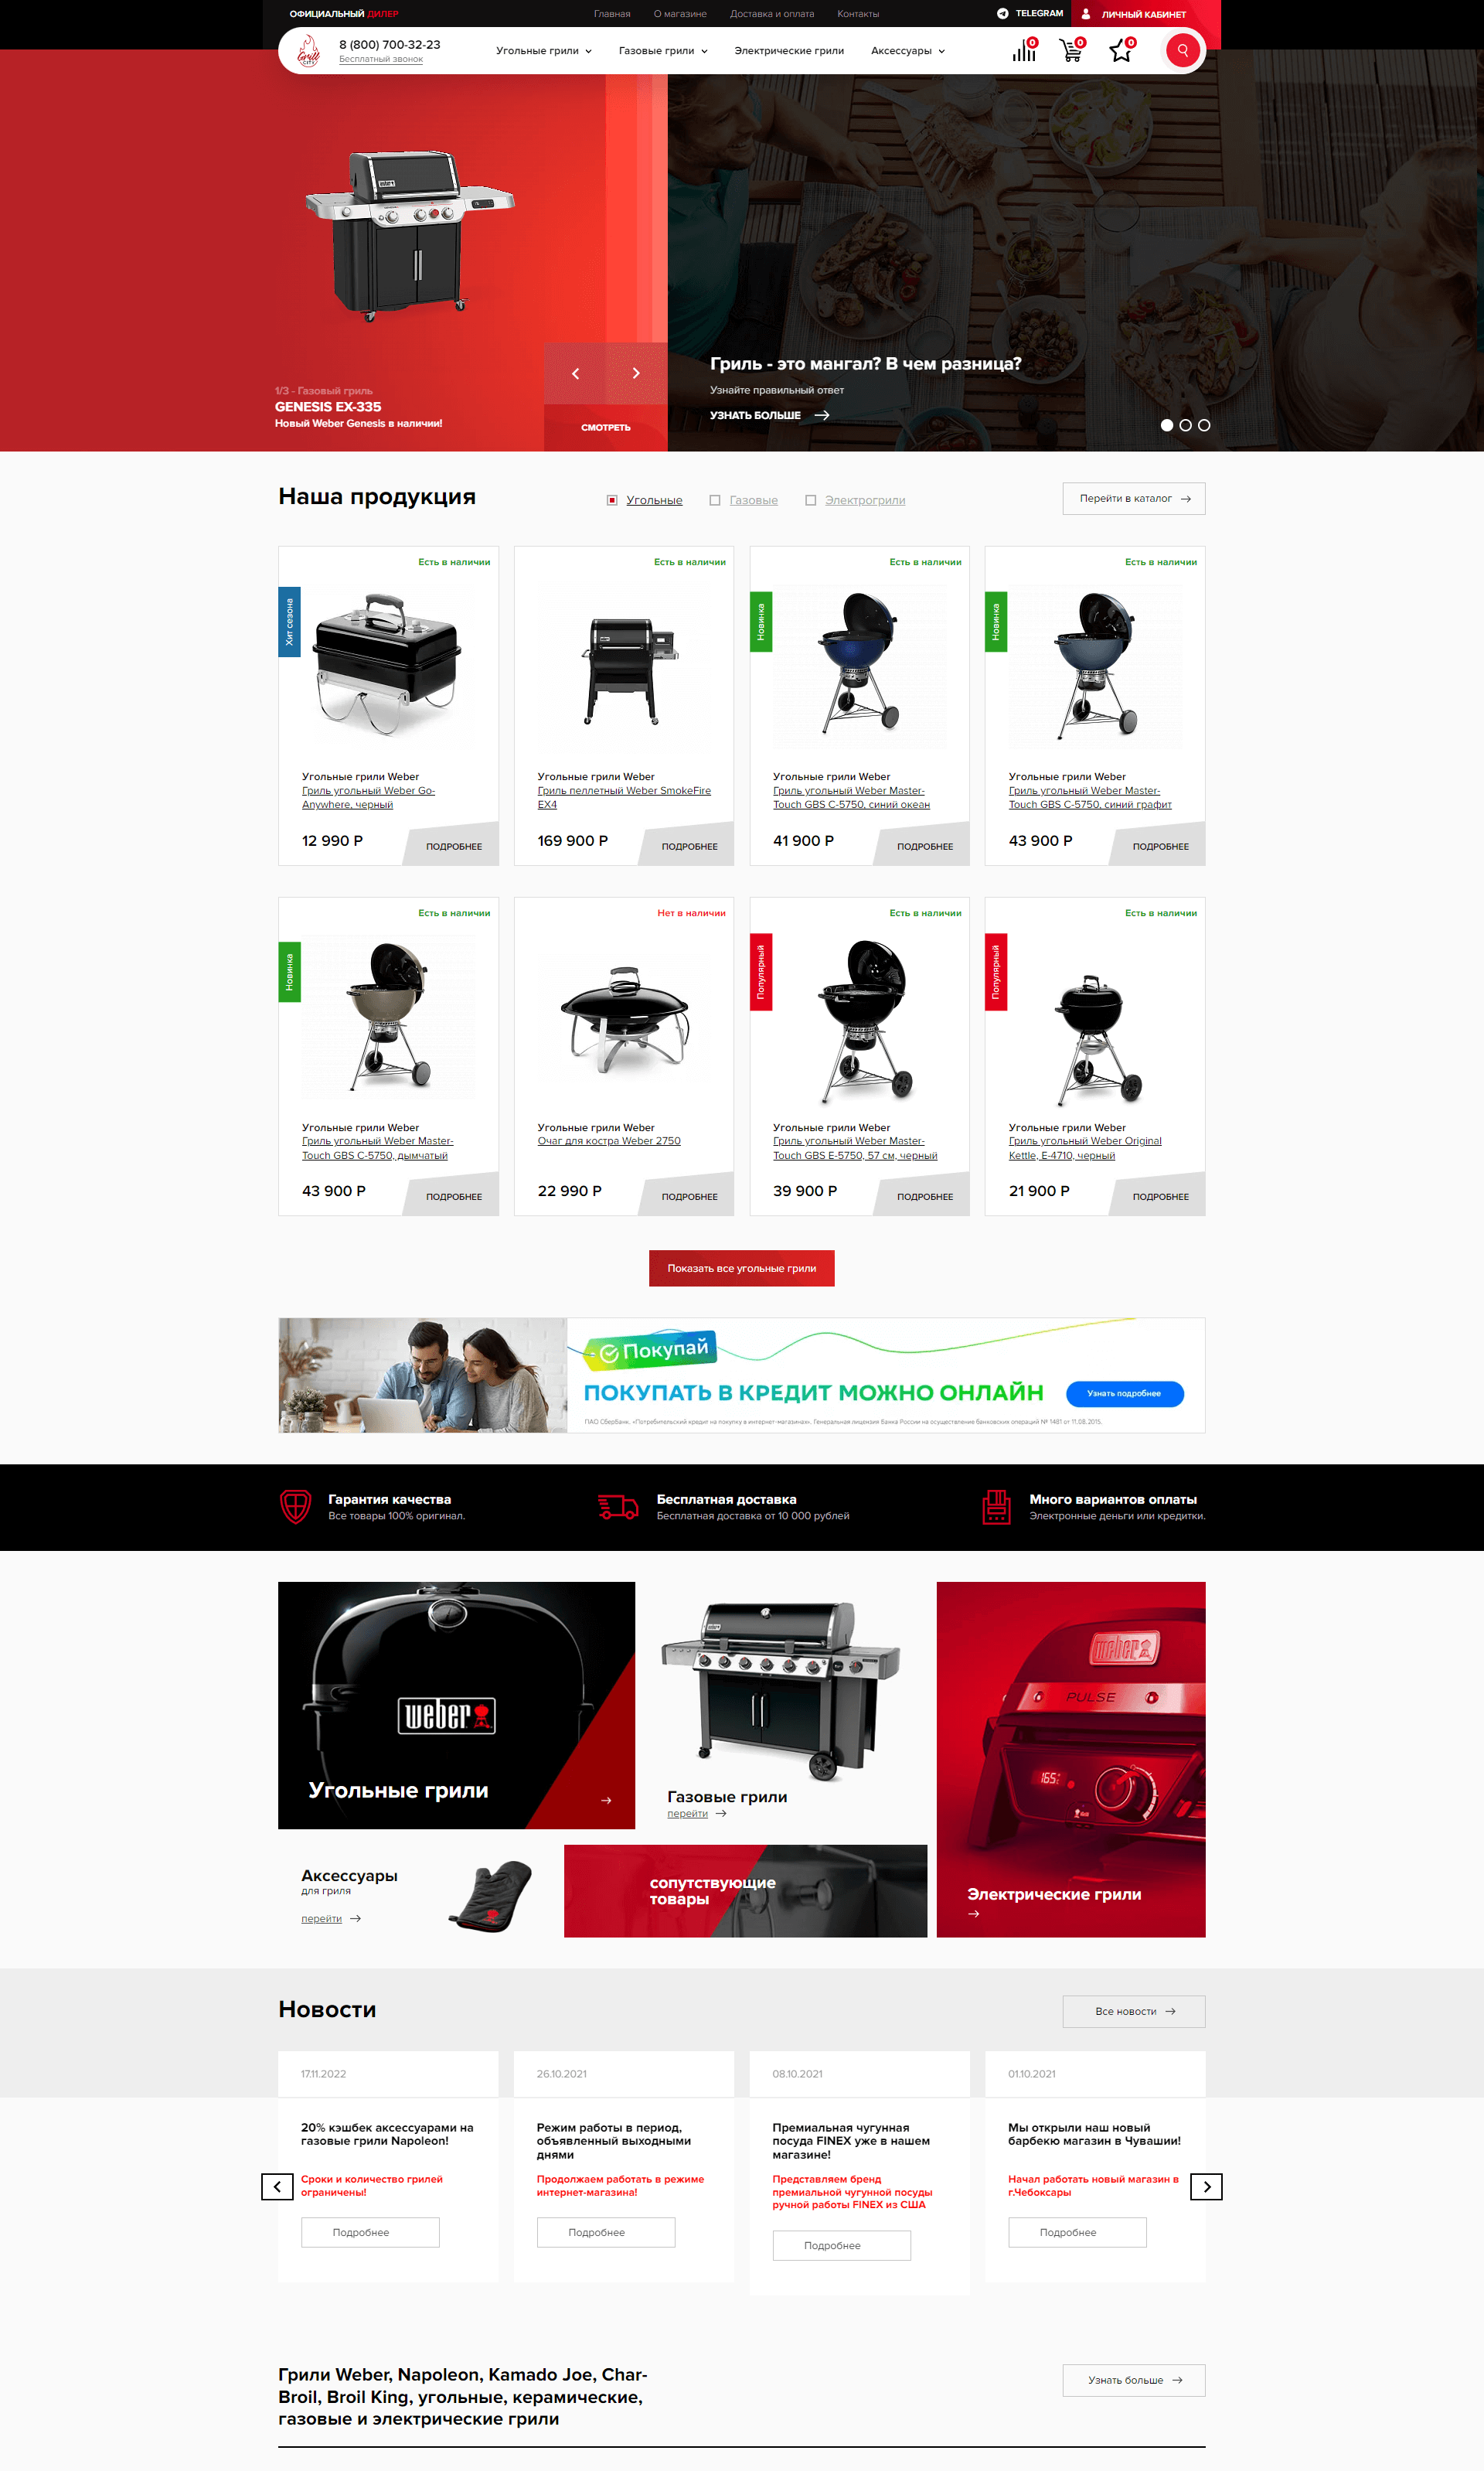 ОФИЦИАЛЬНЫЙ ДИЛЕР
Главная
О магазине
Доставка и оплата
Контакты
TELEGRAM
ЛИЧНЫЙ КАБИНЕТ
Grill CITY
8 (800) 700-32-23
Бесплатный звонок
Угольные грили
Газовые грили
Электрические грили
Аксессуары
0
0
0
1/3 - Газовый гриль
GENESIS EX-335
Новый Weber Genesis в наличии!
СМОТРЕТЬ
Гриль - это мангал? В чем разница?
Узнайте правильный ответ
УЗНАТЬ БОЛЬШЕ
Наша продукция
Угольные
Газовые
Электрогрили
Перейти в каталог
Есть в наличии
Хит сезона
Угольные грили Weber
Гриль угольный Weber Go-
Anywhere, черный
12 990 Р
ПОДРОБНЕЕ
Есть в наличии
Угольные грили Weber
Гриль пеллетный Weber SmokeFire
EX4
169 900 Р
ПОДРОБНЕЕ
Есть в наличии
Новинка
Угольные грили Weber
Гриль угольный Weber Master-
Touch GBS C-5750, синий океан
41 900 Р
ПОДРОБНЕЕ
Есть в наличии
Новинка
Угольные грили Weber
Гриль угольный Weber Master-
Touch GBS C-5750, синий графит
43 900 Р
ПОДРОБНЕЕ
Есть в наличии
Новинка
Угольные грили Weber
Гриль угольный Weber Master-
Touch GBS C-5750, дымчатый
43 900 Р
ПОДРОБНЕЕ
Нет в наличии
Угольные грили Weber
Очаг для костра Weber 2750
22 990 Р
ПОДРОБНЕЕ
Есть в наличии
Популярный
Угольные грили Weber
Гриль угольный Weber Master-
Touch GBS E-5750, 57 см, черный
39 900 Р
ПОДРОБНЕЕ
Есть в наличии
Популярный
Угольные грили Weber
Гриль угольный Weber Original
Kettle, E-4710, черный
21 900 Р
ПОДРОБНЕЕ
Показать все угольные грили
Покупай
ПОКУПАТЬ В КРЕДИТ МОЖНО ОНЛАЙН
Узнать подробнее
ПАО Сбербанк. «Потребительский кредит на покупку в интернет-магазинах». Генеральная лицензия Банка России на осуществление банковских операций № 1481 от 11.08.2015.
Гарантия качества
Все товары 100% оригинал.
Бесплатная доставка
Бесплатная доставка от 10 000 рублей
Много вариантов оплаты
Электронные деньги или кредитки.
weber
Угольные грили
weber
Газовые грили
перейти
weber
PULSE
165
Электрические грили
Аксессуары
для гриля
перейти
сопутствующие
товары
Новости
Все новости
17.11.2022
20% кэшбек аксессуарами на
газовые грили Napoleon!
Сроки и количество грилей
ограничены!
Подробнее
26.10.2021
Режим работы в период,
объявленный выходными
днями
Продолжаем работать в режиме
интернет-магазина!
Подробнее
08.10.2021
Премиальная чугунная
посуда FINEX уже в нашем
магазине!
Представляем бренд
премиальной чугунной посуды
ручной работы FINEX из США
Подробнее
01.10.2021
Мы открыли наш новый
барбекю магазин в Чувашии!
Начал работать новый магазин в
г.Чебоксары
Подробнее
Грили Weber, Napoleon, Kamado Joe, Char-
Broil, Broil King, угольные, керамические,
газовые и электрические грили
Узнать больше